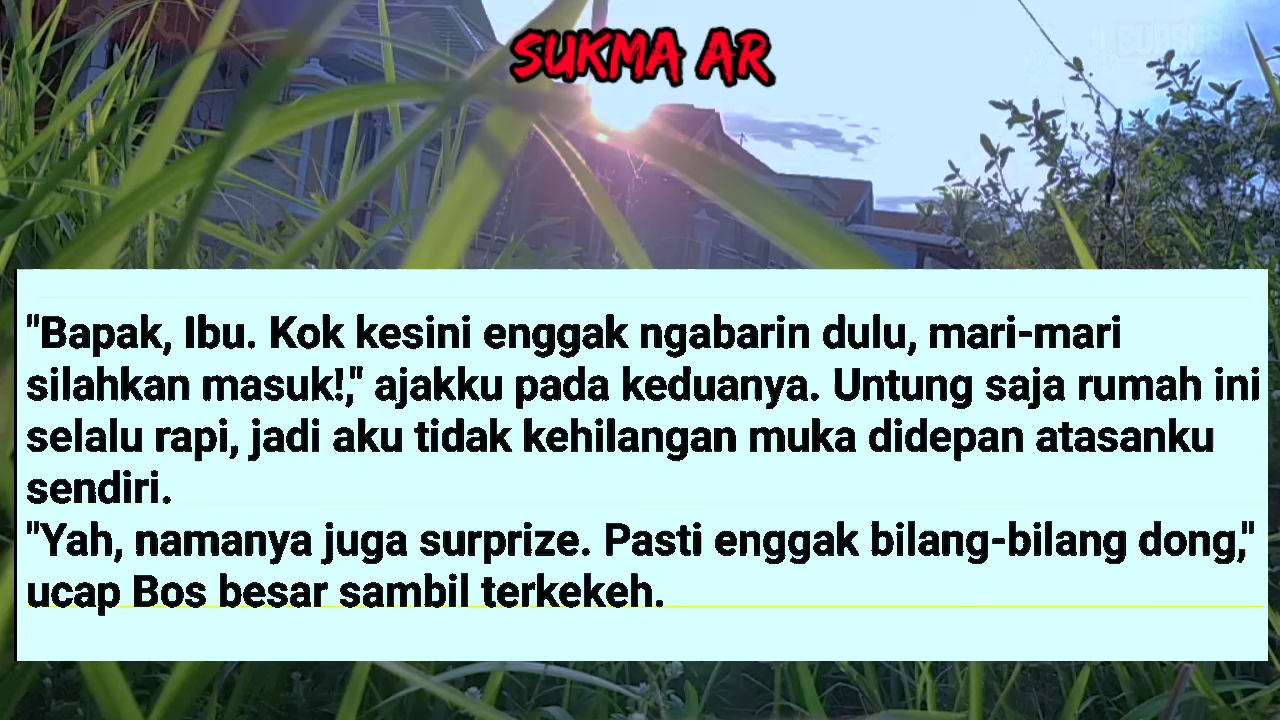 SUKMA AR
SUBSCRIBE
"Bapak, Ibu. Kok kesini enggak ngabarin dulu, mari-mari
silahkan masuk!," ajakku pada keduanya. Untung saja rumah ini
selalu rapi, jadi aku tidak kehilangan muka didepan atasanku
sendiri.
"Yah, namanya juga surprize. Pasti enggak bilang-bilang dong,"
ucap Bos besar sambil terkekeh.